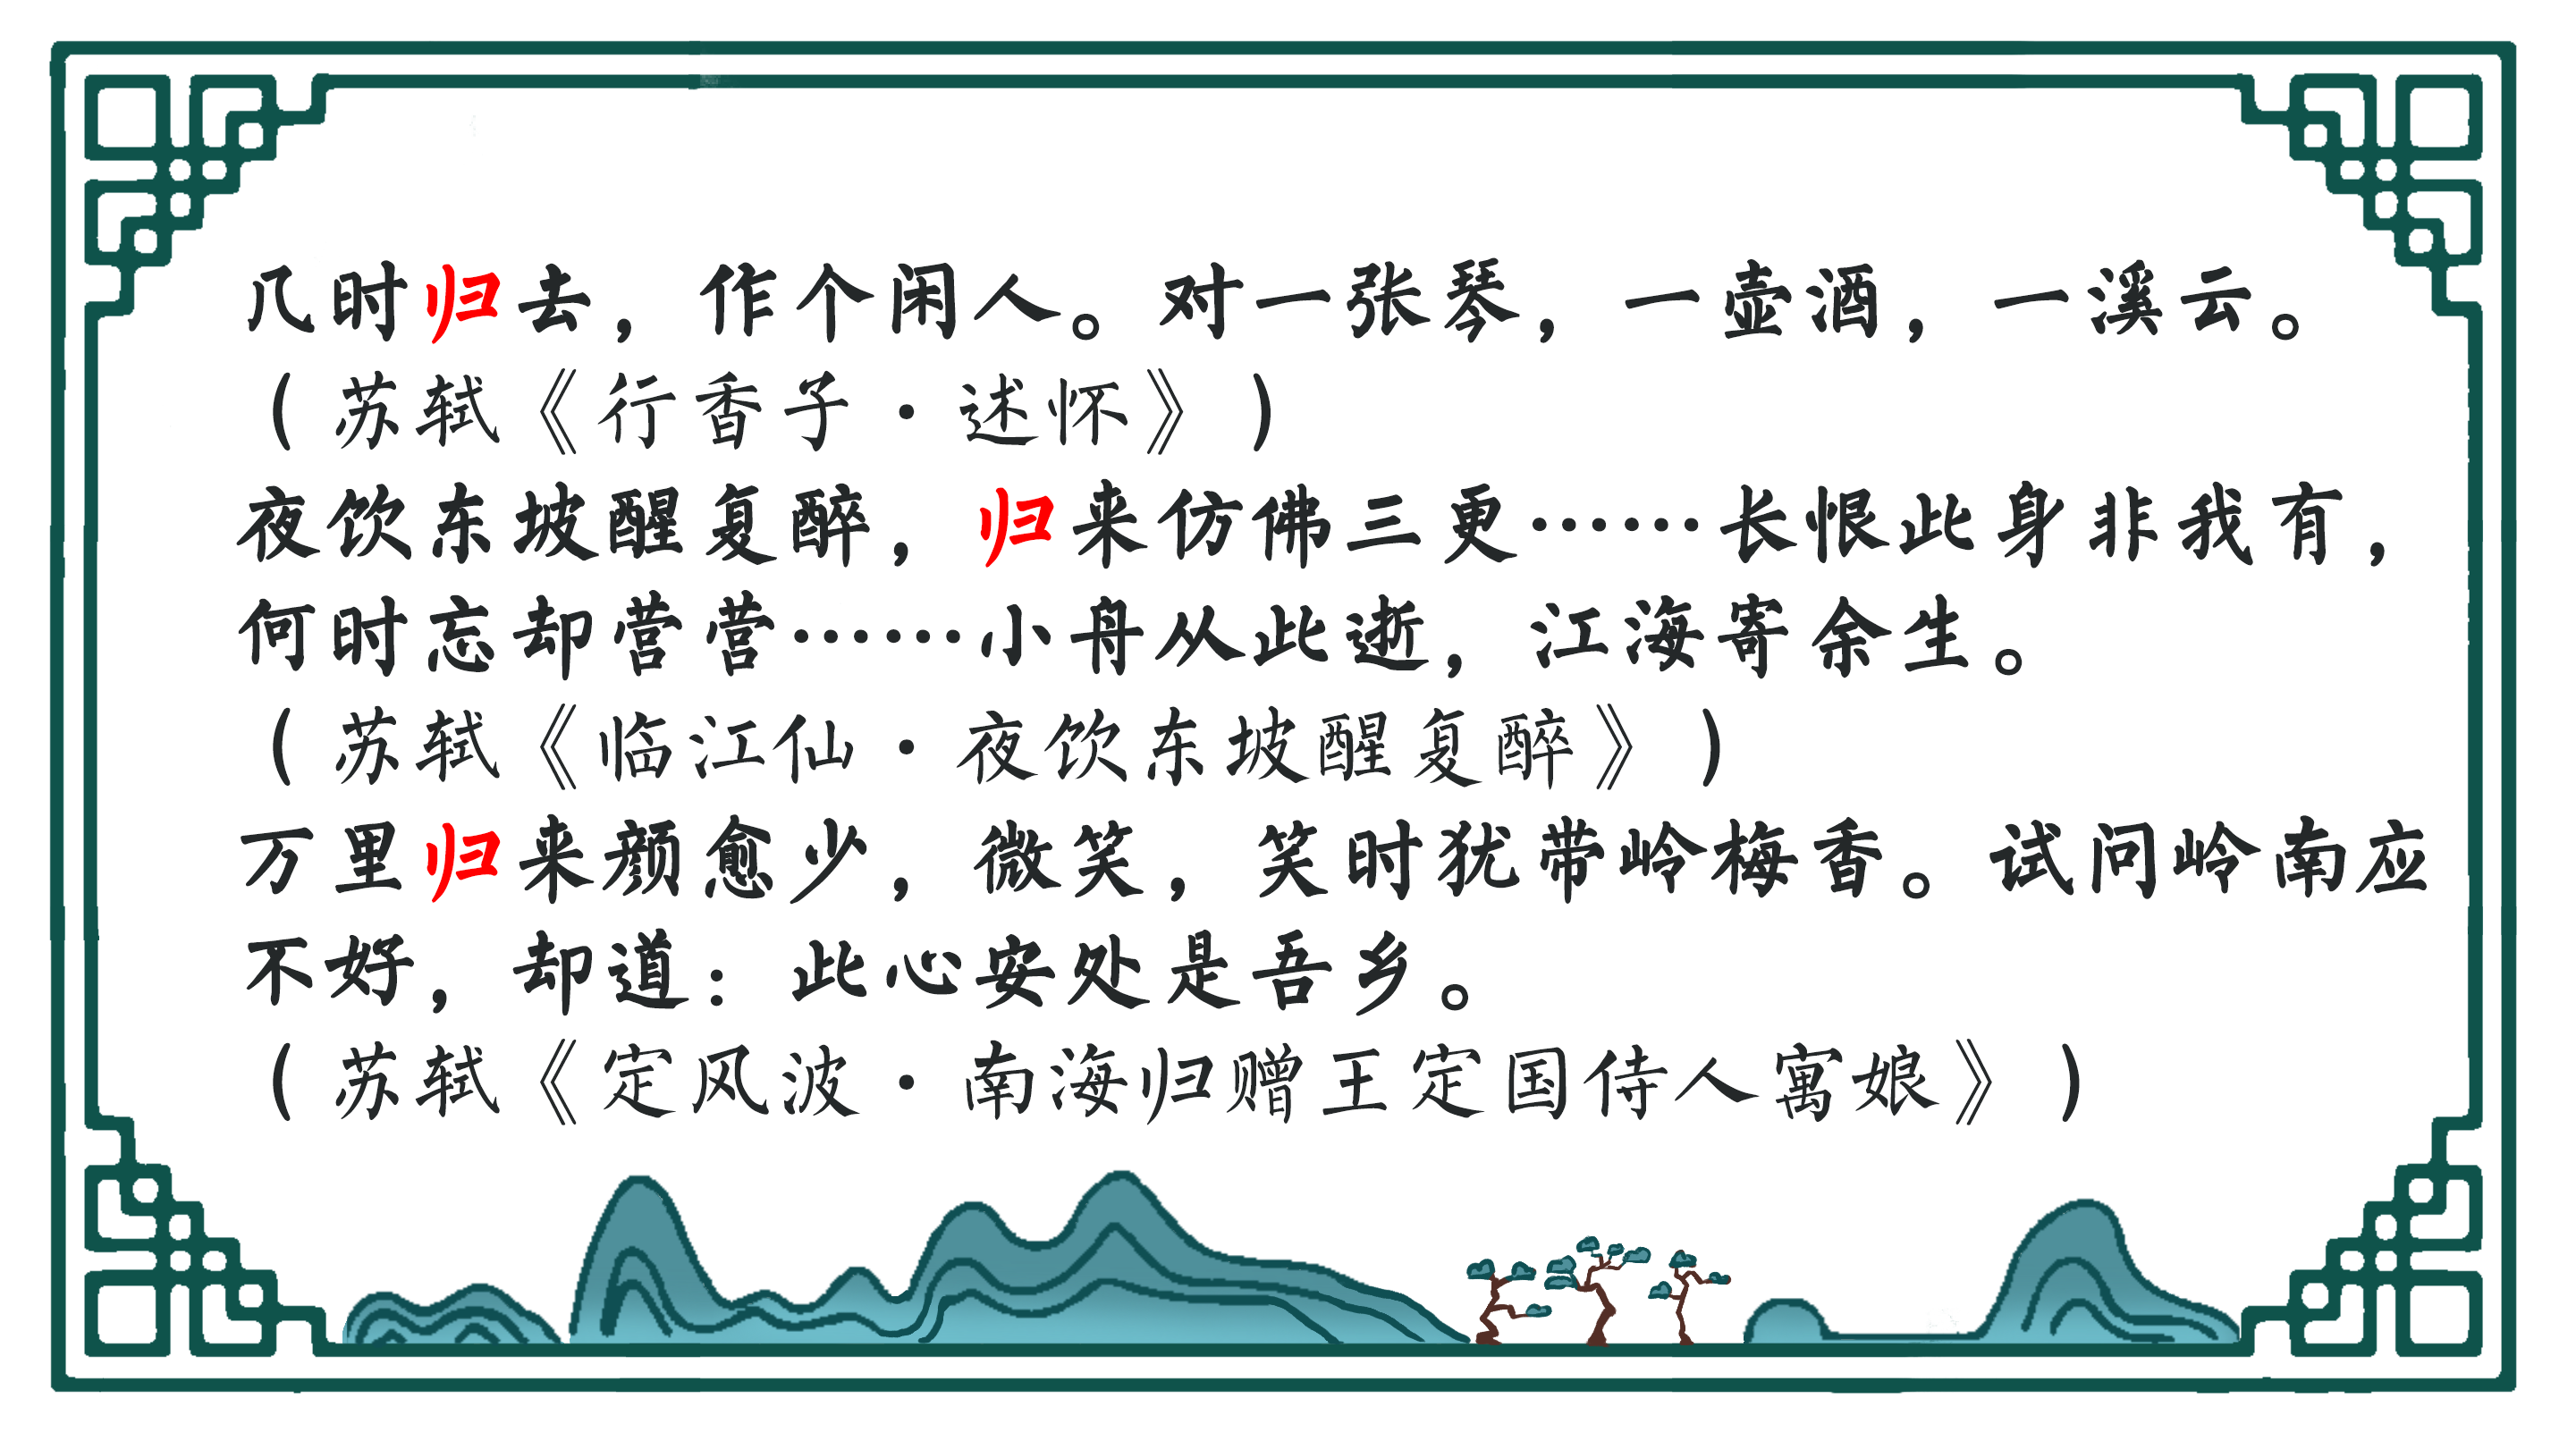 几时归去，作个闲人。对一张琴，一壶酒，一溪云。
（苏轼《行香子·述怀》）
夜饮东坡醒复醉，归来仿佛三更……长恨此身非我有，
何时忘却营营……小舟从此逝，江海寄余生。
（苏轼《临江仙·夜饮东坡醒复醉》）
万里归来颜愈少，微笑，笑时犹带岭梅香。试问岭南应
不好，却道：此心安处是吾乡。
（苏轼《定风波·南海归赠王定国侍人寓娘》）